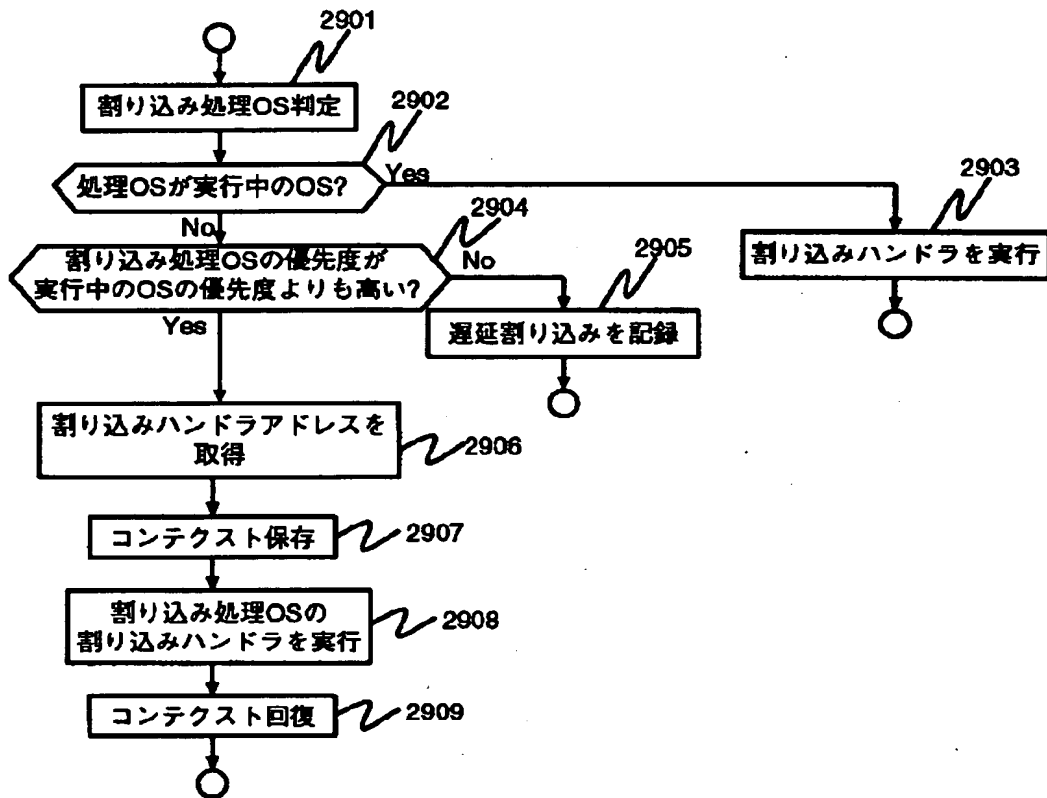 2901
割り込み処理OS判定
2902
処理OSが実行中のOS?
Yes
2903
No
2904
割り込みハンドラを実行
割り込み処理OSの優先度が
実行中のOSの優先度よりも高い?
No
2905
Yes
遅延割り込みを記録
割り込みハンドラアドレスを
取得
2906
コンテクスト保存
2907
割り込み処理OSの
割り込みハンドラを実行
2908
コンテクスト回復
2909